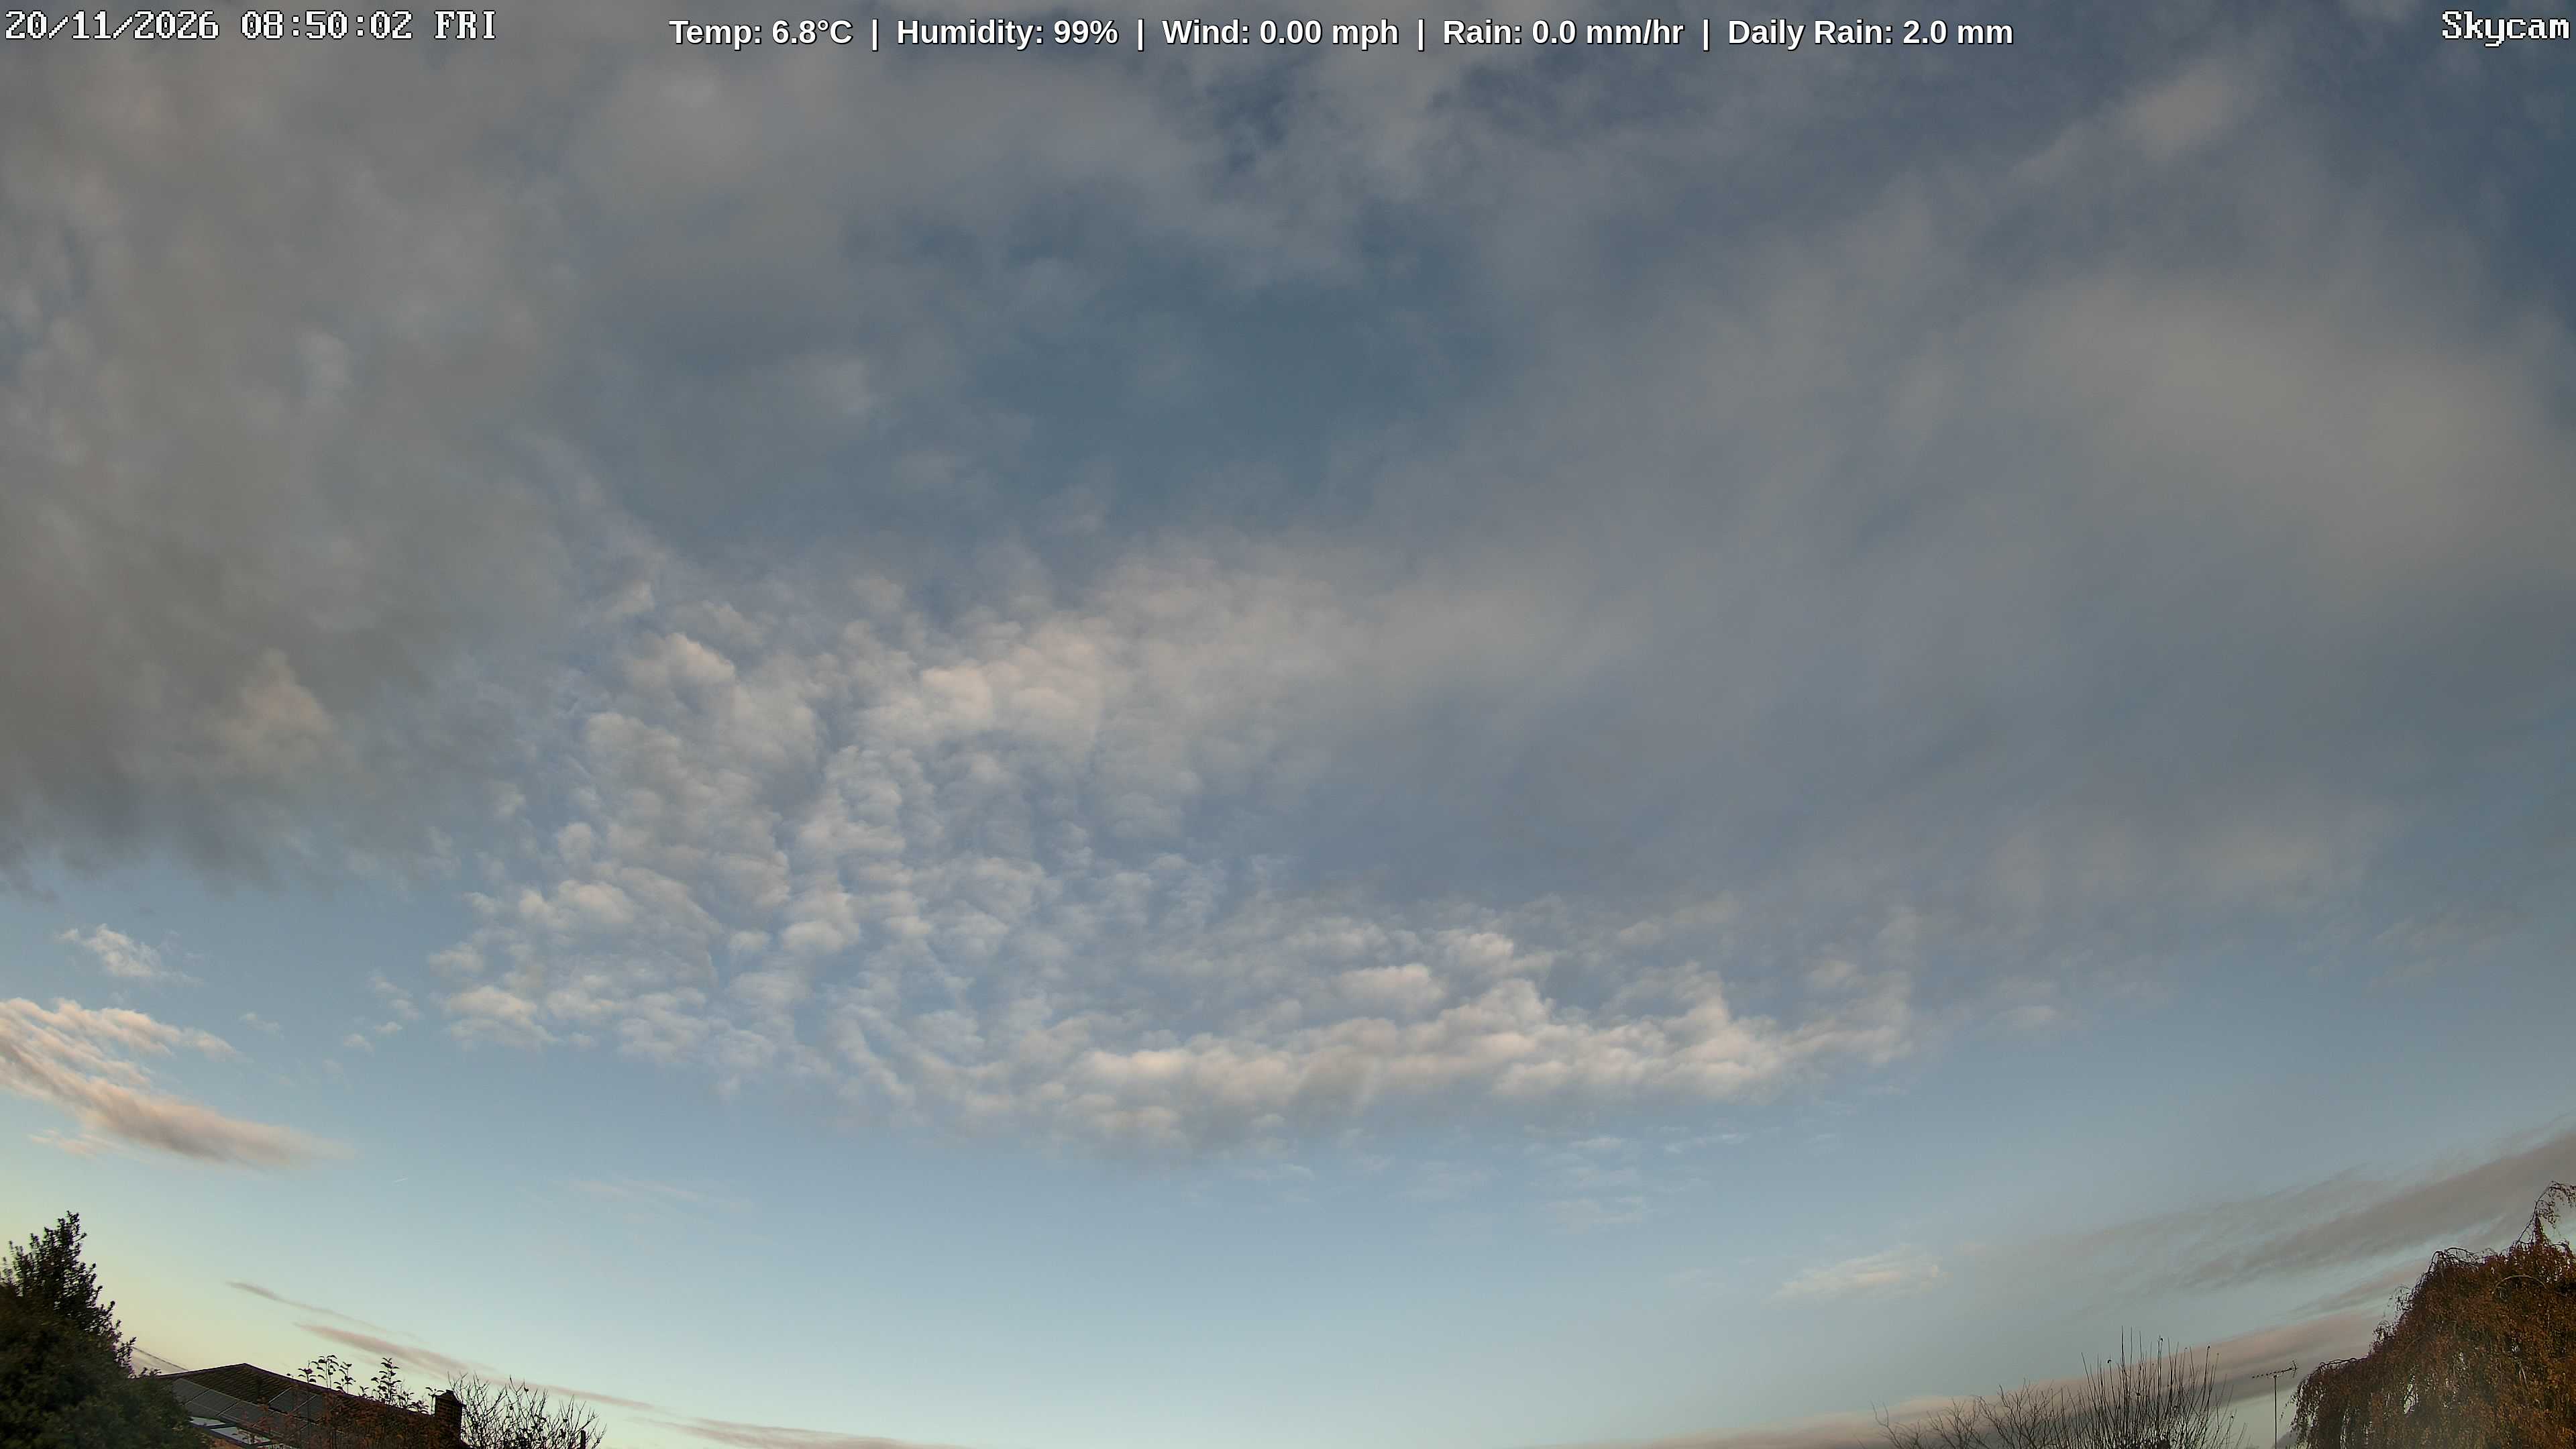 20/11/2026 08:50:02 FRI
Temp: 6.8°C | Humidity: 99% | Wind: 0.00 mph | Rain: 0.0 mm/hr | Daily Rain: 2.0 mm
Skycam